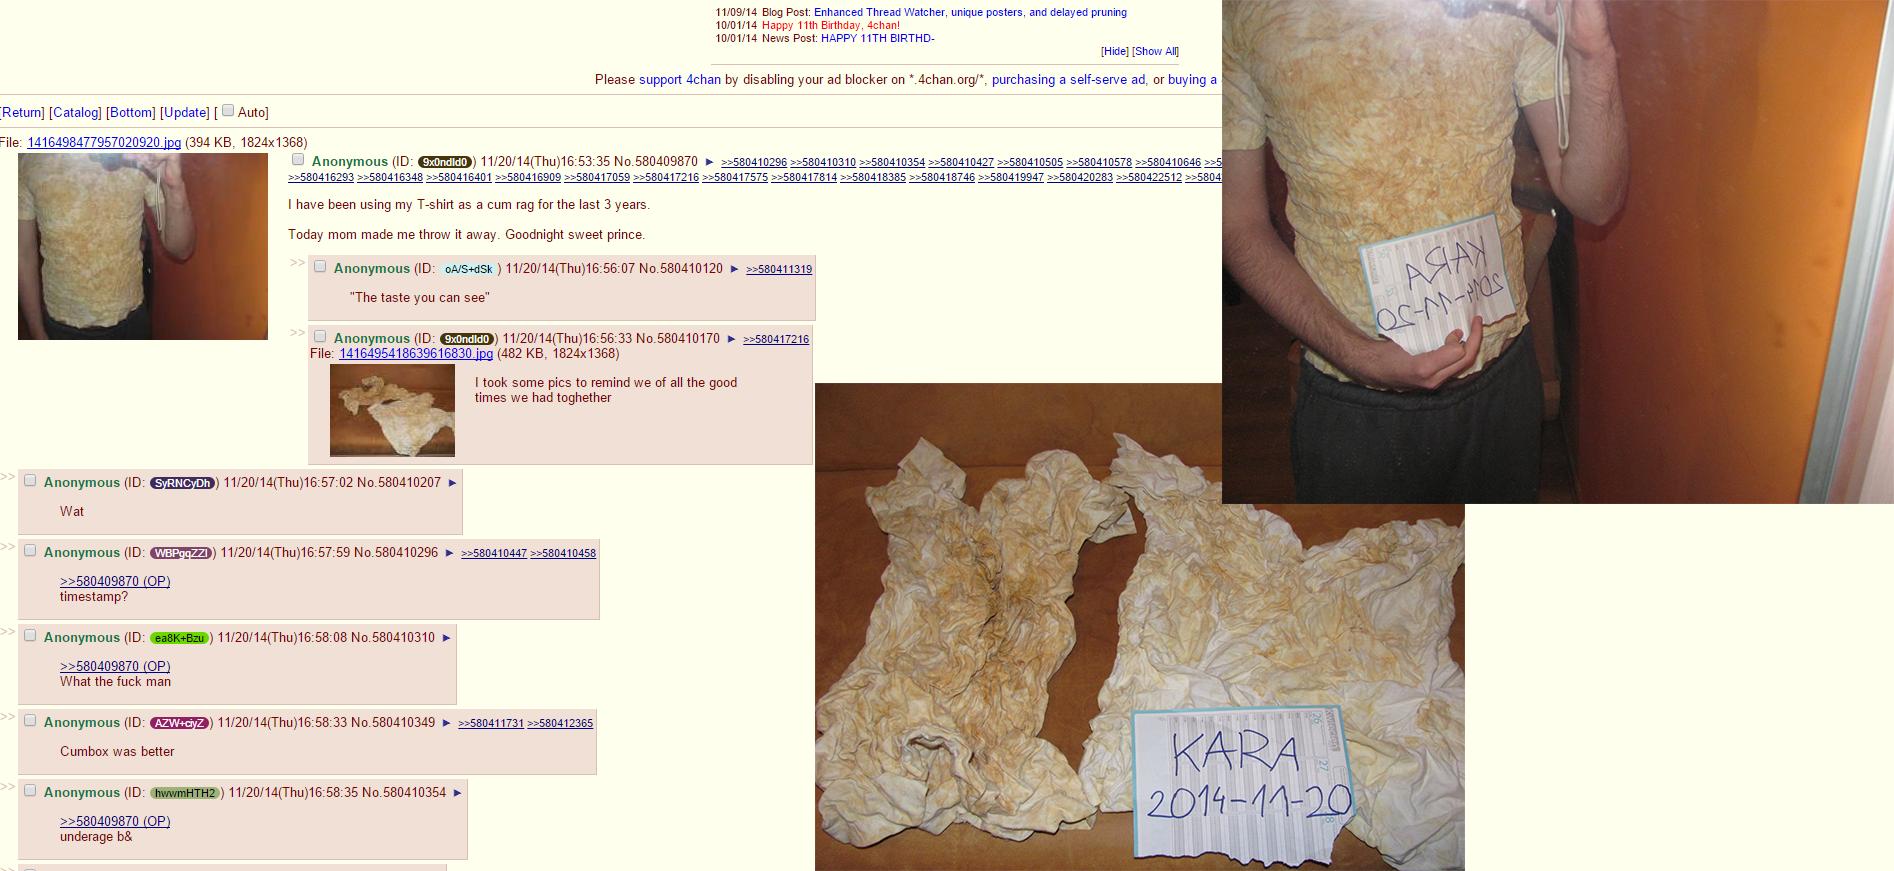 11/09/14 Blog Post: Enhanced Thread Watcher, unique posters, and delayed pruning
10/01/14 Happy 11th Birthday, 4chan!
10/01/14 News Post: HAPPY 11TH BIRTHD-
[Hide] [Show All]
Please support 4chan by disabling your ad blocker on *.4chan.org/*, purchasing a self-serve ad, or buying a
[Return] [Catalog] [Bottom] [Update] [ Auto]
File: 1416498477957020920.jpg (394 KB, 1824x1368)
Anonymous (ID: 9x0ndId0) 11/20/14(Thu)16:53:35 No.580409870 ► >>580410296 >>580410310 >>580410354 >>580410427 >>580410505 >>580410578 >>580410646 >>5
>>580416293 >>580416348 >>580416401 >>580416909 >>580417059 >>580417216 >>580417575 >>580417814 >>580418385 >>580418746 >>580419947 >>580420283 >>580422512 >>5804
I have been using my T-shirt as a cum rag for the last 3 years.
Today mom made me throw it away. Goodnight sweet prince.
>> Anonymous (ID: oA/S+dSk ) 11/20/14(Thu)16:56:07 No.580410120 ► >>580411319
"The taste you can see"
>> Anonymous (ID: 9x0ndId0) 11/20/14(Thu)16:56:33 No.580410170 ► >>580417216
File: 1416495418639616830.jpg (482 KB, 1824x1368)
I took some pics to remind we of all the good
times we had toghether
>> Anonymous (ID: SyRNCyDh) 11/20/14(Thu)16:57:02 No.580410207 ►
Wat
>> Anonymous (ID: WBPgqZZI) 11/20/14(Thu)16:57:59 No.580410296 ► >>580410447 >>580410458
>>580409870 (OP)
timestamp?
>> Anonymous (ID: ea8K+Bzu) 11/20/14(Thu)16:58:08 No.580410310 ►
>>580409870 (OP)
What the fuck man
>> Anonymous (ID: AZW+ciyZ) 11/20/14(Thu)16:58:33 No.580410349 ► >>580411731 >>580412365
Cumbox was better
>> Anonymous (ID: hwwmHTH2) 11/20/14(Thu)16:58:35 No.580410354 ►
>>580409870 (OP)
underage b&
>>
KARA
2014-11-20
26
27
28
KARA
2014-11-20